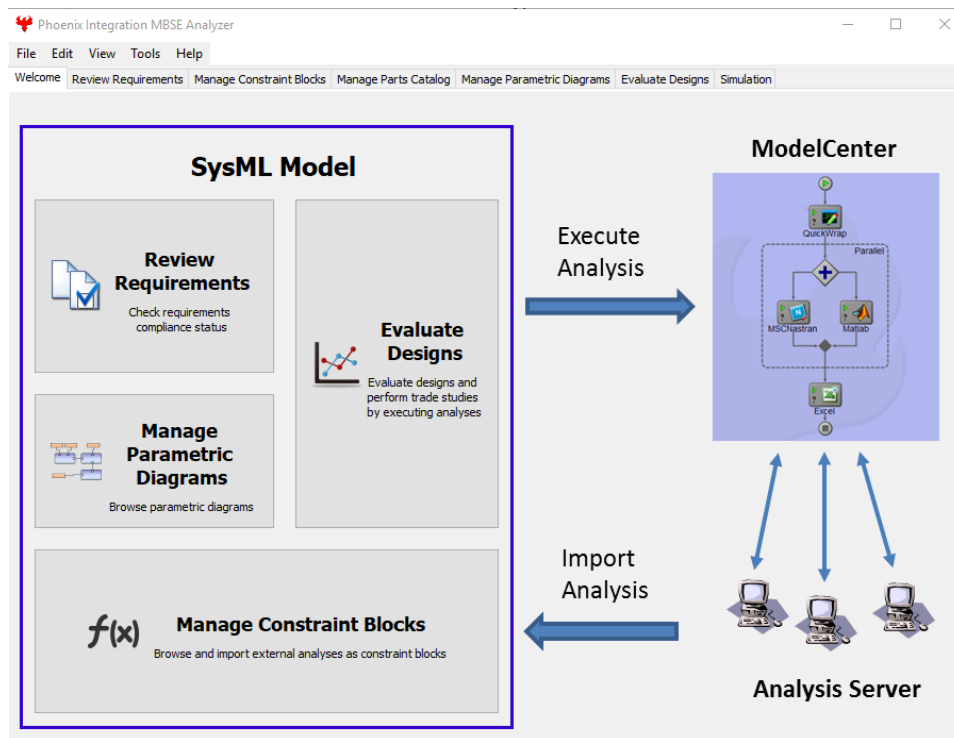 Phoenix Integration MBSE Analyzer
File Edit View Tools Help
Welcome Review Requirements Manage Constraint Blocks Manage Parts Catalog Manage Parametric Diagrams Evaluate Designs Simulation
SysML Model
Review
Requirements
Check requirements
compliance status
Evaluate
Designs
Evaluate designs and
perform trade studies
by executing analyses
Manage
Parametric
Diagrams
Browse parametric diagrams
f(x)
Manage Constraint Blocks
Browse and import external analyses as constraint blocks
Execute
Analysis
Import
Analysis
ModelCenter
QuickWrap
Parallel
MSCNastran
Matlab
Excel
Analysis Server